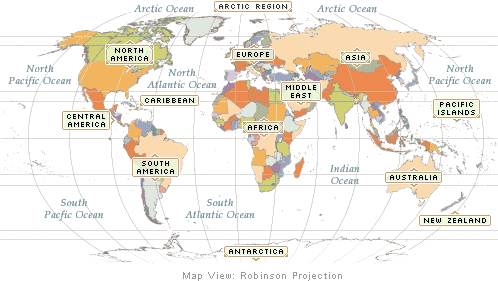 Arctic Ocean
ARCTIC REGION
Arctic Ocean
NORTH
AMERICA
EUROPE
ASIA
North
Pacific Ocean
North
Atlantic Ocean
North
Pacific Ocean
MIDDLE
EAST
CARIBBEAN
PACIFIC
ISLANDS
CENTRAL
AMERICA
AFRICA
SOUTH
AMERICA
Indian
Ocean
AUSTRALIA
South
Pacfic Ocean
South
Atlantic Ocean
NEW ZEALAND
ANTARCTICA
Map View: Robinson Projection